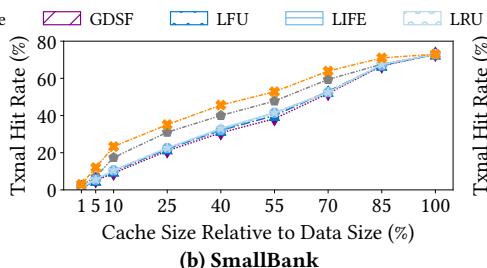 e GDSF LFU LIFE LRU
Txnal Hit Rate (%)
80
60
40
20
0
1 5 10 25 40 55 70 85 100
Cache Size Relative to Data Size (%)
(b) SmallBank
Txnal Hit Rate (%)